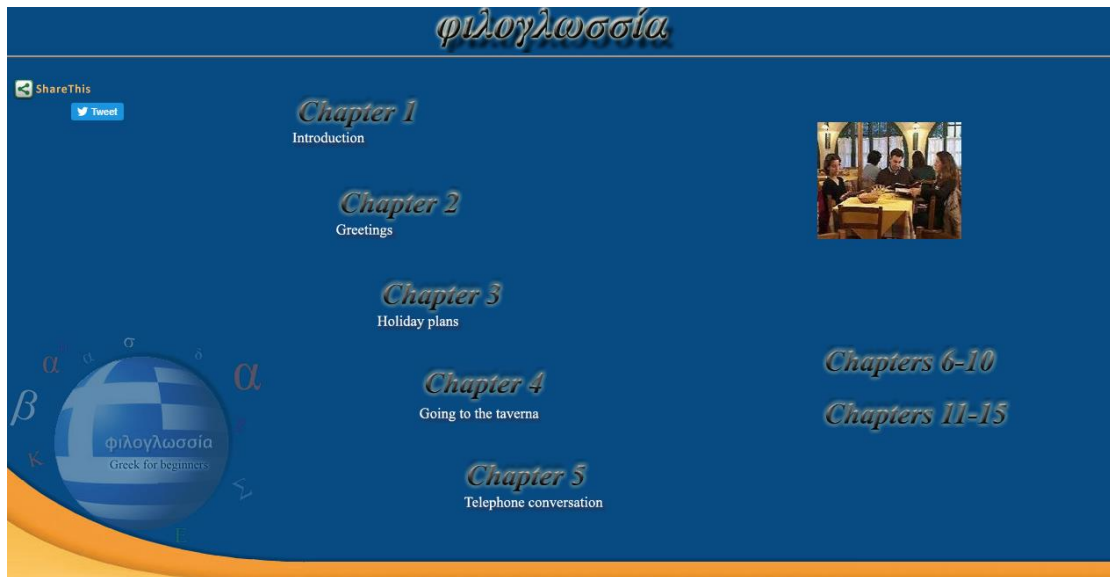 φιλογλωσσία
ShareThis
Tweet
Chapter 1
Introduction
Chapter 2
Greetings
Chapter 3
Holiday plans
Chapter 4
Going to the taverna
Chapter 5
Telephone conversation
Chapters 6-10
Chapters 11-15
σ
α
α
δ
α
β
φιλογλωσσία
Greek for beginners
κ
Σ
Ε